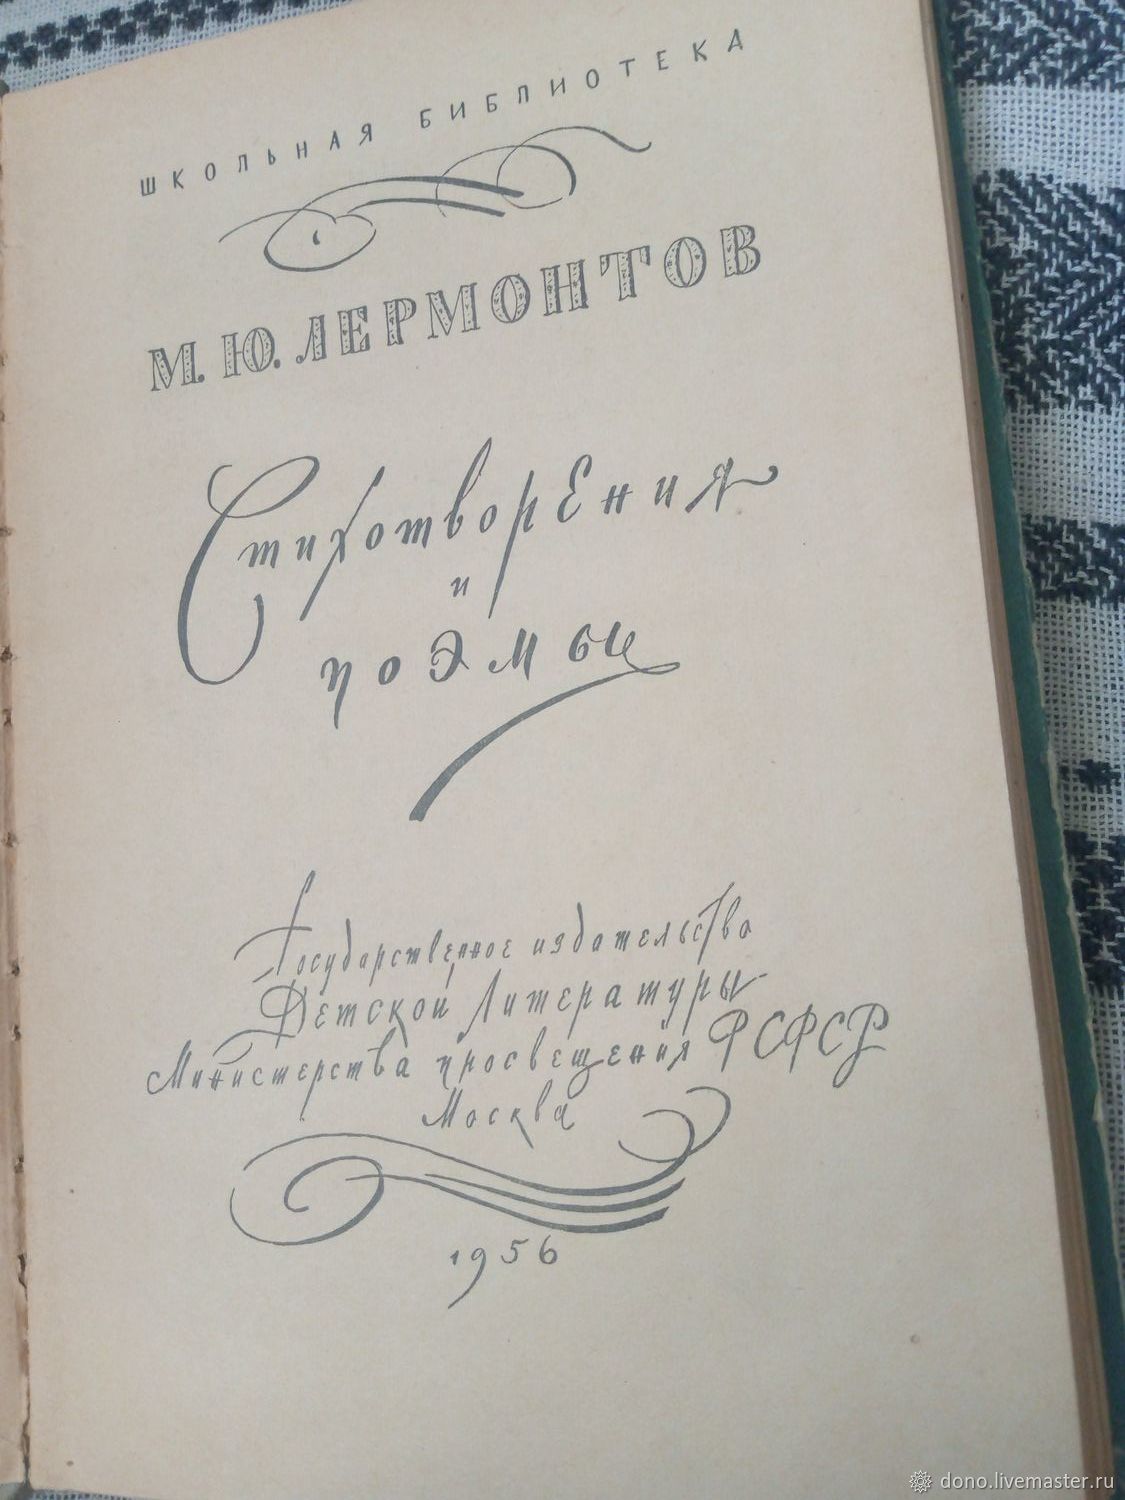 ШКОЛЬНАЯ БИБЛИОТЕКА
М. Ю. ЛЕРМОНТОВ
Стихотворения
и
поэмы
Государственное издательство
Детской Литературы
Министерства просвещения РСФСР
Москва
1956
dono.livemaster.ru